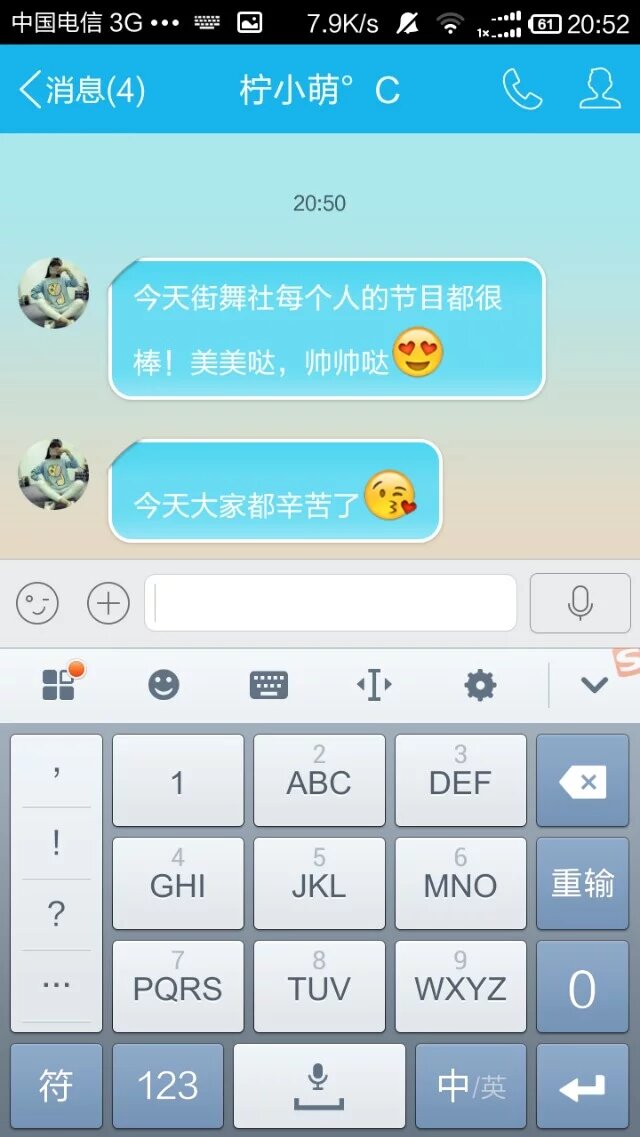 中国电信 3G ••• 7.9K/s 1x 61 20:52
消息(4) 柠小萌° C
20:50
今天街舞社每个人的节目都很
棒！美美哒，帅帅哒😍
今天大家都辛苦了😘
S
, 1 2 ABC 3 DEF
! 4 GHI 5 JKL 6 MNO 重输
? 7 PQRS 8 TUV 9 WXYZ 0
...
符 123 中/英